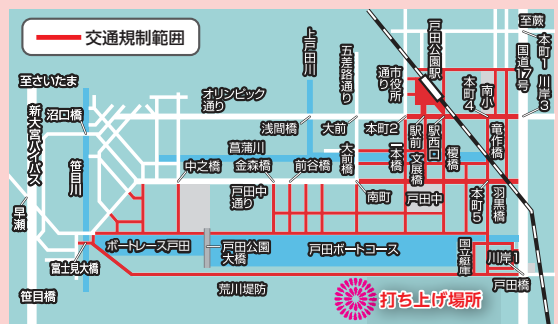 交通規制範囲
至さいたま
新大宮バイパス
沼口橋
笹目川
早瀬
笹目橋
富士見大橋
オリンピック
通り
上戸田川
五差路通り
市役所
通り
戸田公園駅
至蕨
国道17号
本町1
川岸3
本町4
南小
竜作橋
浅間橋
大前
本町2
駅前
駅西口
菖蒲川
中之橋
金森橋
前谷橋
大前橋
一本橋
文展橋
榎橋
戸田中
通り
南町
戸田中
本町5
羽黒橋
ボートレース戸田
戸田公園
大橋
戸田ボートコース
国立艇庫
川岸1
戸田橋
荒川堤防
打ち上げ場所